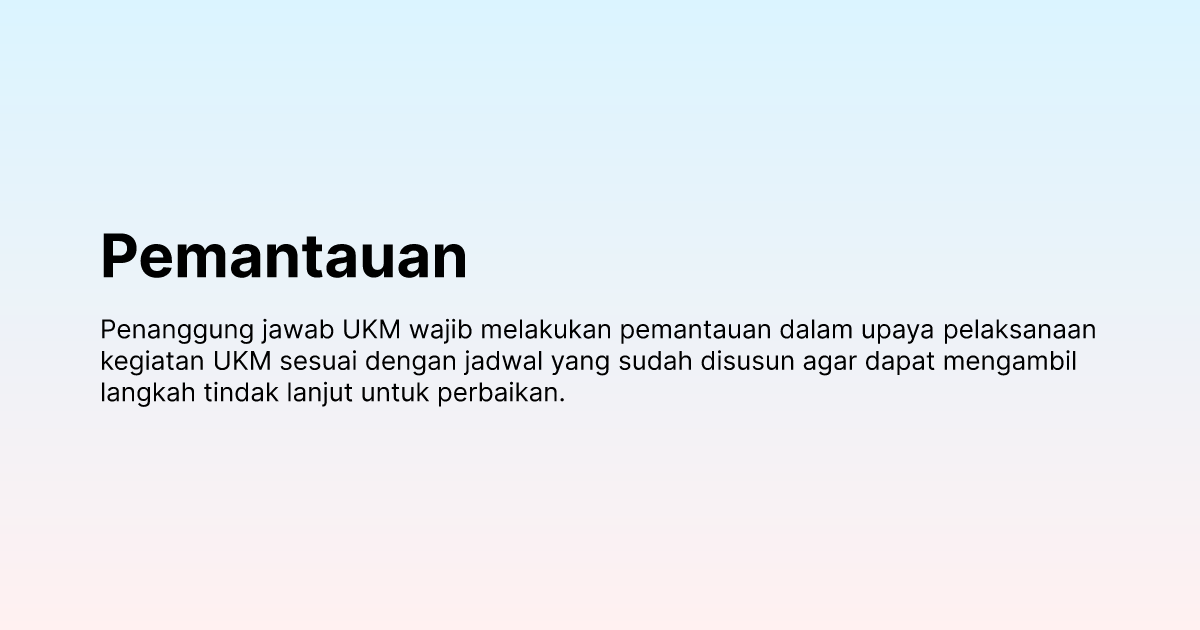 Pemantauan
Penanggung jawab UKM wajib melakukan pemantauan dalam upaya pelaksanaan
kegiatan UKM sesuai dengan jadwal yang sudah disusun agar dapat mengambil
langkah tindak lanjut untuk perbaikan.